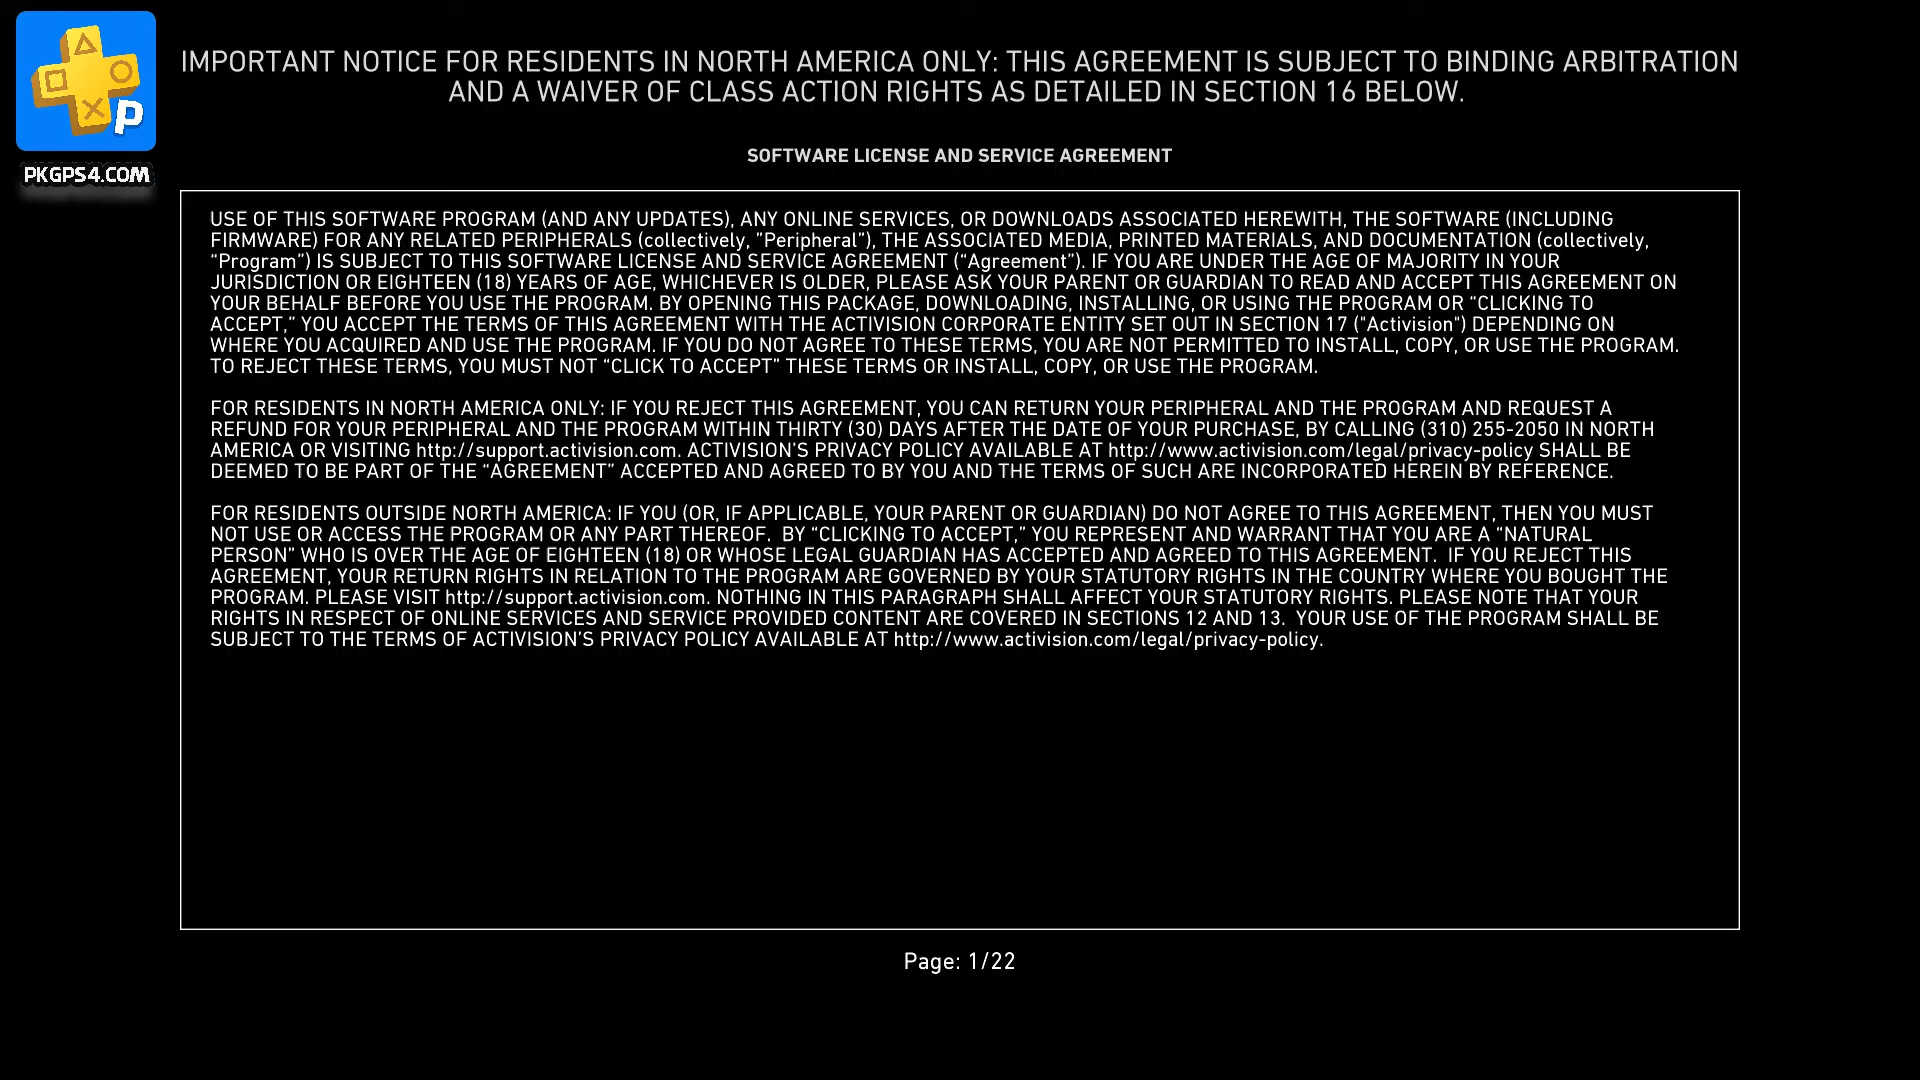 P
PKGPS4.COM
IMPORTANT NOTICE FOR RESIDENTS IN NORTH AMERICA ONLY: THIS AGREEMENT IS SUBJECT TO BINDING ARBITRATION
AND A WAIVER OF CLASS ACTION RIGHTS AS DETAILED IN SECTION 16 BELOW.
SOFTWARE LICENSE AND SERVICE AGREEMENT
USE OF THIS SOFTWARE PROGRAM (AND ANY UPDATES), ANY ONLINE SERVICES, OR DOWNLOADS ASSOCIATED HEREWITH, THE SOFTWARE (INCLUDING
FIRMWARE) FOR ANY RELATED PERIPHERALS (collectively, ”Peripheral”), THE ASSOCIATED MEDIA, PRINTED MATERIALS, AND DOCUMENTATION (collectively,
“Program”) IS SUBJECT TO THIS SOFTWARE LICENSE AND SERVICE AGREEMENT (“Agreement”). IF YOU ARE UNDER THE AGE OF MAJORITY IN YOUR
JURISDICTION OR EIGHTEEN (18) YEARS OF AGE, WHICHEVER IS OLDER, PLEASE ASK YOUR PARENT OR GUARDIAN TO READ AND ACCEPT THIS AGREEMENT ON
YOUR BEHALF BEFORE YOU USE THE PROGRAM. BY OPENING THIS PACKAGE, DOWNLOADING, INSTALLING, OR USING THE PROGRAM OR “CLICKING TO
ACCEPT,” YOU ACCEPT THE TERMS OF THIS AGREEMENT WITH THE ACTIVISION CORPORATE ENTITY SET OUT IN SECTION 17 ("Activision") DEPENDING ON
WHERE YOU ACQUIRED AND USE THE PROGRAM. IF YOU DO NOT AGREE TO THESE TERMS, YOU ARE NOT PERMITTED TO INSTALL, COPY, OR USE THE PROGRAM.
TO REJECT THESE TERMS, YOU MUST NOT “CLICK TO ACCEPT” THESE TERMS OR INSTALL, COPY, OR USE THE PROGRAM.
FOR RESIDENTS IN NORTH AMERICA ONLY: IF YOU REJECT THIS AGREEMENT, YOU CAN RETURN YOUR PERIPHERAL AND THE PROGRAM AND REQUEST A
REFUND FOR YOUR PERIPHERAL AND THE PROGRAM WITHIN THIRTY (30) DAYS AFTER THE DATE OF YOUR PURCHASE, BY CALLING (310) 255-2050 IN NORTH
AMERICA OR VISITING http://support.activision.com. ACTIVISION’S PRIVACY POLICY AVAILABLE AT http://www.activision.com/legal/privacy-policy SHALL BE
DEEMED TO BE PART OF THE “AGREEMENT” ACCEPTED AND AGREED TO BY YOU AND THE TERMS OF SUCH ARE INCORPORATED HEREIN BY REFERENCE.
FOR RESIDENTS OUTSIDE NORTH AMERICA: IF YOU (OR, IF APPLICABLE, YOUR PARENT OR GUARDIAN) DO NOT AGREE TO THIS AGREEMENT, THEN YOU MUST
NOT USE OR ACCESS THE PROGRAM OR ANY PART THEREOF.  BY “CLICKING TO ACCEPT,” YOU REPRESENT AND WARRANT THAT YOU ARE A “NATURAL
PERSON” WHO IS OVER THE AGE OF EIGHTEEN (18) OR WHOSE LEGAL GUARDIAN HAS ACCEPTED AND AGREED TO THIS AGREEMENT.  IF YOU REJECT THIS
AGREEMENT, YOUR RETURN RIGHTS IN RELATION TO THE PROGRAM ARE GOVERNED BY YOUR STATUTORY RIGHTS IN THE COUNTRY WHERE YOU BOUGHT THE
PROGRAM. PLEASE VISIT http://support.activision.com. NOTHING IN THIS PARAGRAPH SHALL AFFECT YOUR STATUTORY RIGHTS. PLEASE NOTE THAT YOUR
RIGHTS IN RESPECT OF ONLINE SERVICES AND SERVICE PROVIDED CONTENT ARE COVERED IN SECTIONS 12 AND 13.  YOUR USE OF THE PROGRAM SHALL BE
SUBJECT TO THE TERMS OF ACTIVISION’S PRIVACY POLICY AVAILABLE AT http://www.activision.com/legal/privacy-policy.
Page: 1/22